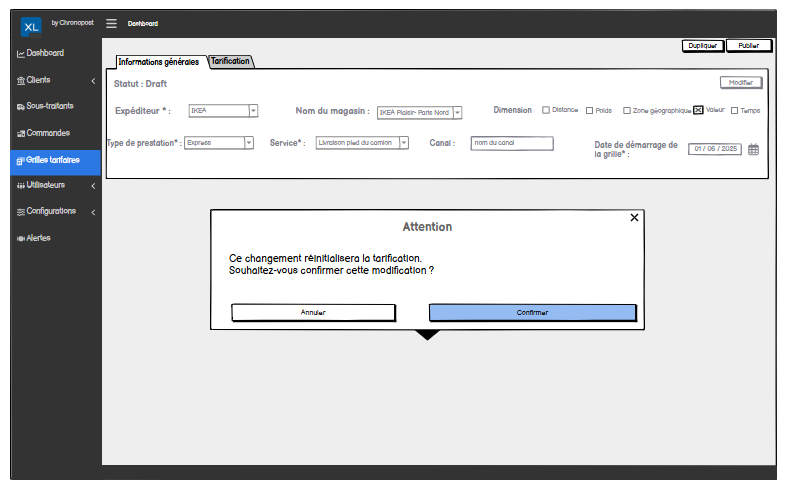 XL by Chronopost
Dashboard
Dupliquer Publier
Dashboard
Clients
Sous-traitants
Commandes
Grilles tarifaires
Utilisateurs
Configurations
Alertes
Informations générales Tarification
Statut : Draft
Modifier
Expéditeur * : IKEA Nom du magasin : IKEA Plaisir- Paris Nord Dimension Distance Poids Zone géographique Valeur Temps
Type de prestation* : Express Service* : Livraison pied du camion Canal : nom du canal Date de démarrage de
la grille* : 01 / 06 / 2025
Attention
Ce changement réinitialisera la tarification.
Souhaitez-vous confirmer cette modification ?
Annuler Confirmer